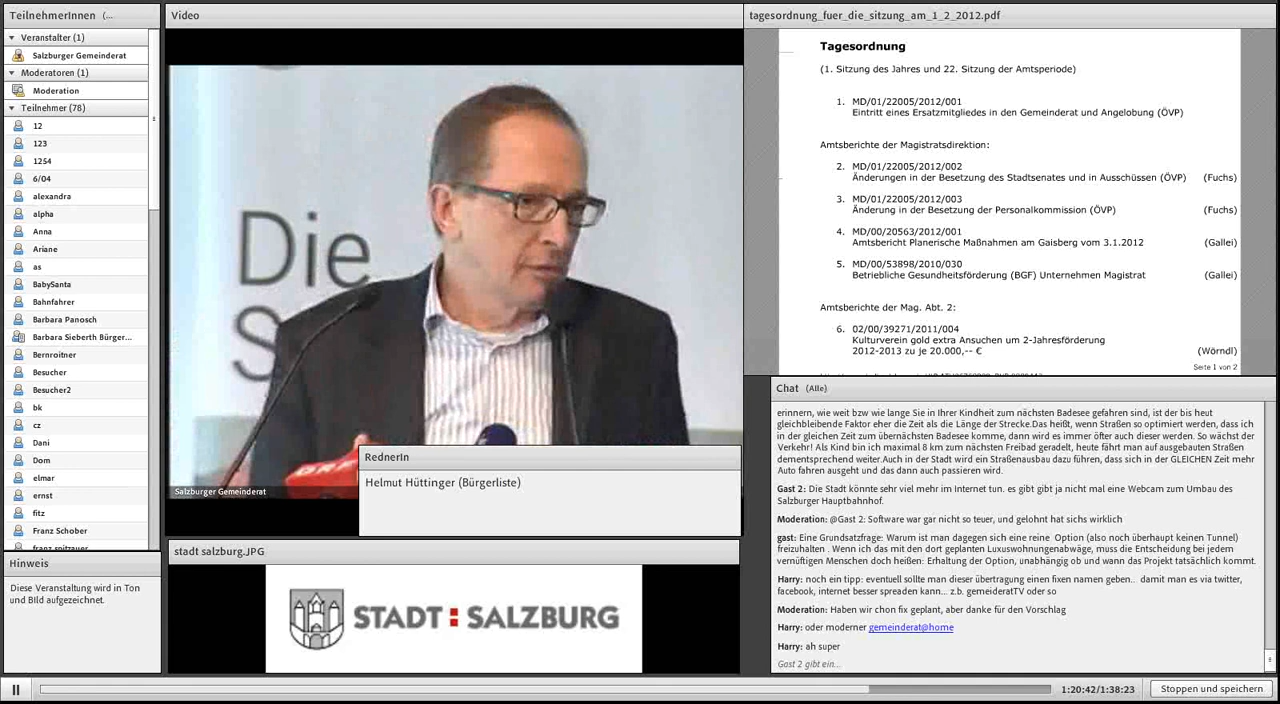 TeilnehmerInnen (...
Veranstalter (1)
Salzburger Gemeinderat
Moderatoren (1)
Moderation
Teilnehmer (78)
12
123
1254
6/04
alexandra
alpha
Anna
Ariane
as
BabySanta
Bahnfahrer
Barbara Panosch
Barbara Sieberth Bürger...
Bernroitner
Besucher
Besucher2
bk
cz
Dani
Dom
elmar
ernst
fitz
Franz Schober
franz spitzauer
Hinweis
Diese Veranstaltung wird in Ton
und BIld aufgezeichnet.
Video
Die
S
Salzburger Gemeinderat
RednerIn
Helmut Hüttinger (Bürgerliste)
stadt salzburg.JPG
STADT:SALZBURG
tagesordnung_fuer_die_sitzung_am_1_2_2012.pdf
Tagesordnung
(1. Sitzung des Jahres und 22. Sitzung der Amtsperiode)
1. MD/01/22005/2012/001
Eintritt eines Ersatzmitgliedes in den Gemeinderat und Angelobung (ÖVP)
Amtsberichte der Magistratsdirektion:
2. MD/01/22005/2012/002
Änderungen in der Besetzung des Stadtsenates und in Ausschüssen (ÖVP) (Fuchs)
3. MD/01/22005/2012/003
Änderung in der Besetzung der Personalkommission (ÖVP) (Fuchs)
4. MD/00/20563/2012/001
Amtsbericht Planerische Maßnahmen am Gaisberg vom 3.1.2012 (Gallei)
5. MD/00/53898/2010/030
Betriebliche Gesundheitsförderung (BGF) Unternehmen Magistrat (Gallei)
Amtsberichte der Mag. Abt. 2:
6. 02/00/39271/2011/004
Kulturverein gold extra Ansuchen um 2-Jahresförderung
2012-2013 zu je 20.000,-- € (Wörndl)
Seite 1 von 2
Chat (Alle)
erinnern, wie weit bzw wie lange Sie in Ihrer Kindheit zum nächsten Badesee gefahren sind, ist der bis heut
gleichbleibende Faktor eher die Zeit als die Länge der Strecke.Das heißt, wenn Straßen so optimiert werden, dass ich
in der gleichen Zeit zum übernächsten Badesee komme, dann wird es immer öfter auch dieser werden. So wächst der
Verkehr! Als Kind bin ich maximal 8 km zum nächsten Freibad geradelt, heute fährt man auf ausgebauten Straßen
dementsprechend weiter.Auch in der Stadt wird ein Straßenausbau dazu führen, dass sich in der GLEICHEN Zeit mehr
Auto fahren ausgeht und das dann auch passieren wird.
Gast 2: Die Stadt könnte sehr viel mehr im Internet tun. es gibt gibt ja nicht mal eine Webcam zum Umbau des
Salzburger Hauptbahnhof.
Moderation: @Gast 2: Software war gar nicht so teuer, und gelohnt hat sichs wirklich
gast: Eine Grundsatzfrage: Warum ist man dagegen sich eine reine Option (also noch überhaupt keinen Tunnel)
freizuhalten . Wenn ich das mit den dort geplanten Luxuswohnungenabwäge, muss die Entscheidung bei jedem
vernüftigen Menschen doch heißen: Erhaltung der Option, unabhängig ob und wann das Projekt tatsächlich kommt.
Harry: noch ein tipp: eventuell sollte man dieser übertragung einen fixen namen geben.. damit man es via twitter,
facebook, internet besser spreaden kann... z.b. gemeideratTV oder so
Moderation: Haben wir chon fix geplant, aber danke für den Vorschlag
Harry: oder moderner gemeinderat@home
Harry: ah super
Gast 2 gibt ein...
1:20:42/1:38:23
Stoppen und speichern